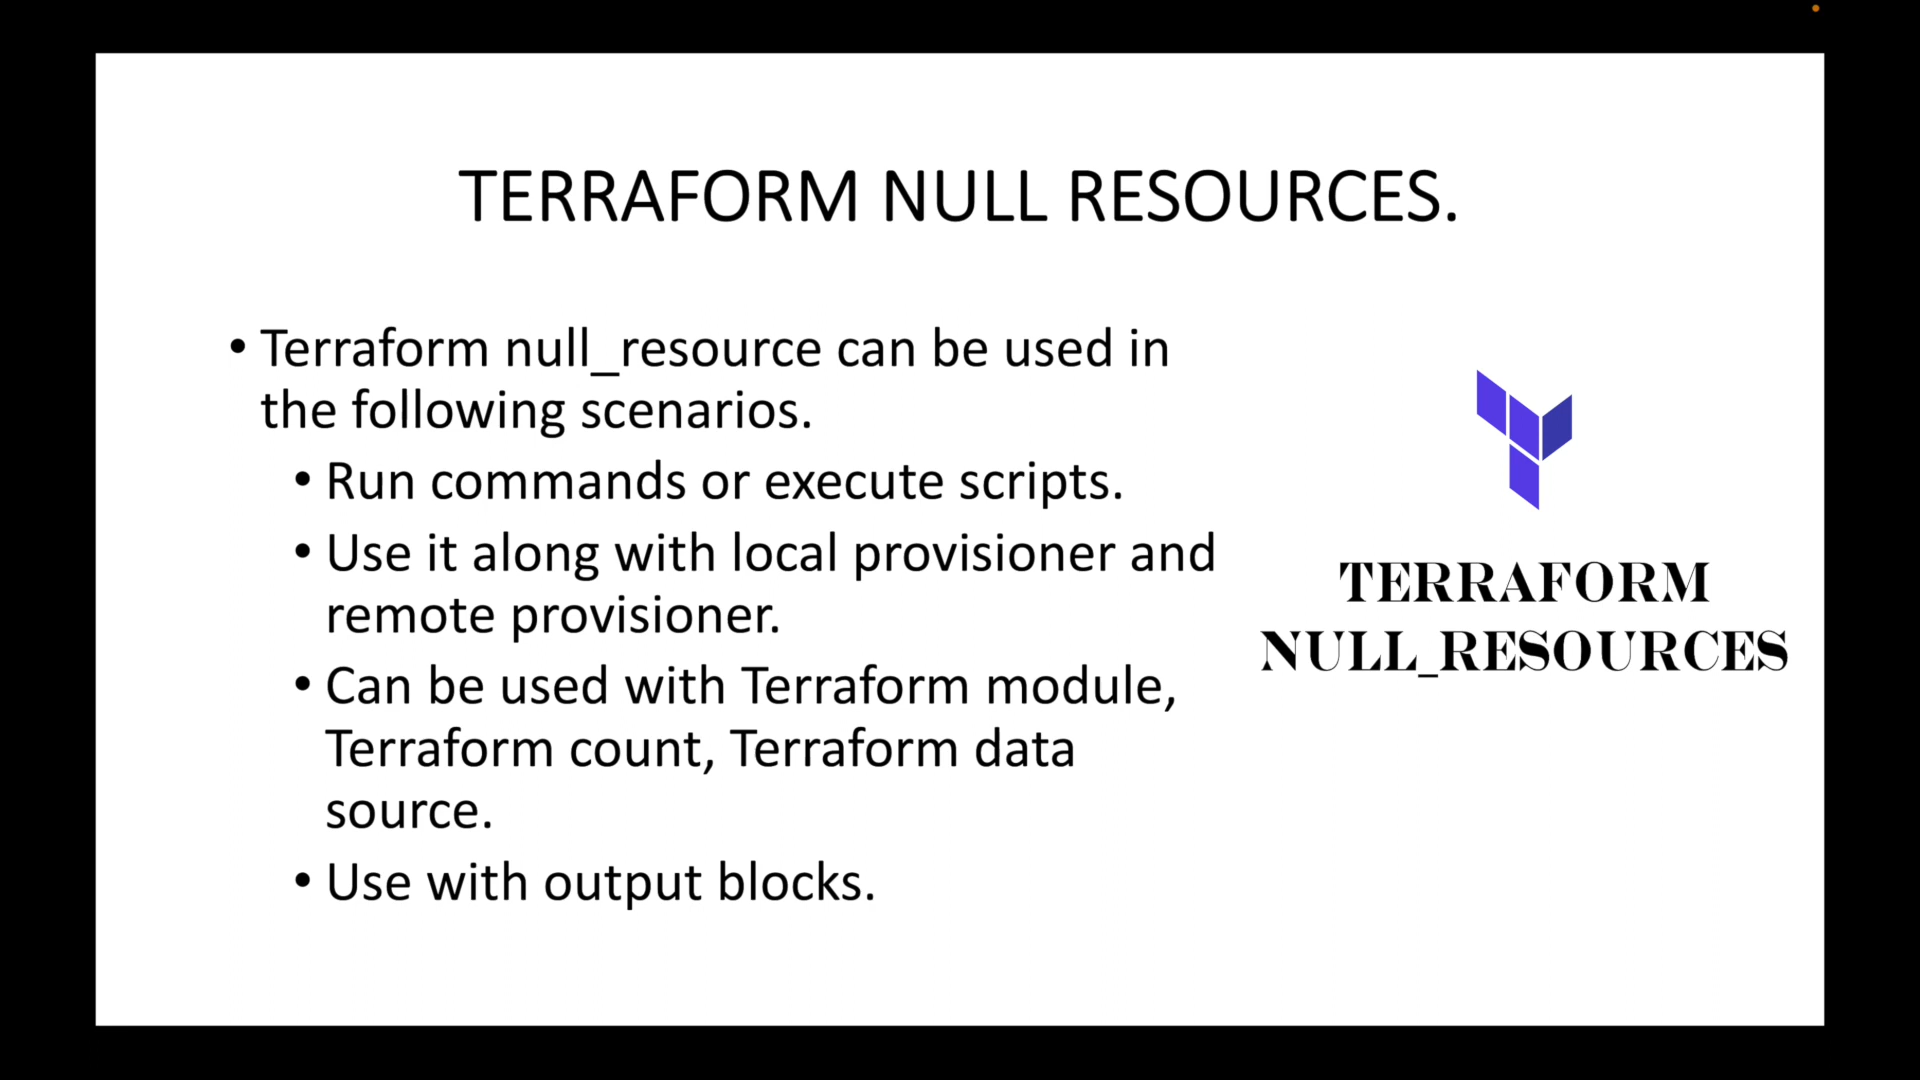 TERRAFORM NULL RESOURCES.
• Terraform null_resource can be used in
the following scenarios.
• Run commands or execute scripts.
• Use it along with local provisioner and
remote provisioner.
• Can be used with Terraform module,
Terraform count, Terraform data
source.
• Use with output blocks.
TERRAFORM
NULL_RESOURCES